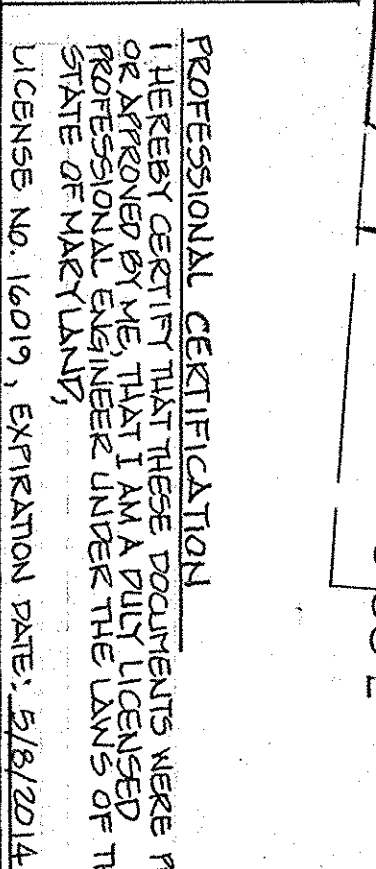 PROFESSIONAL CERTIFICATION
I HEREBY CERTIFY THAT THESE DOCUMENTS WERE P
OR APPROVED BY ME, THAT I AM A DULY LICENSED
PROFESSIONAL ENGINEER UNDER THE LAWS OF TH
STATE OF MARYLAND,
LICENSE NO. 16019, EXPIRATION DATE: 5/8/2014